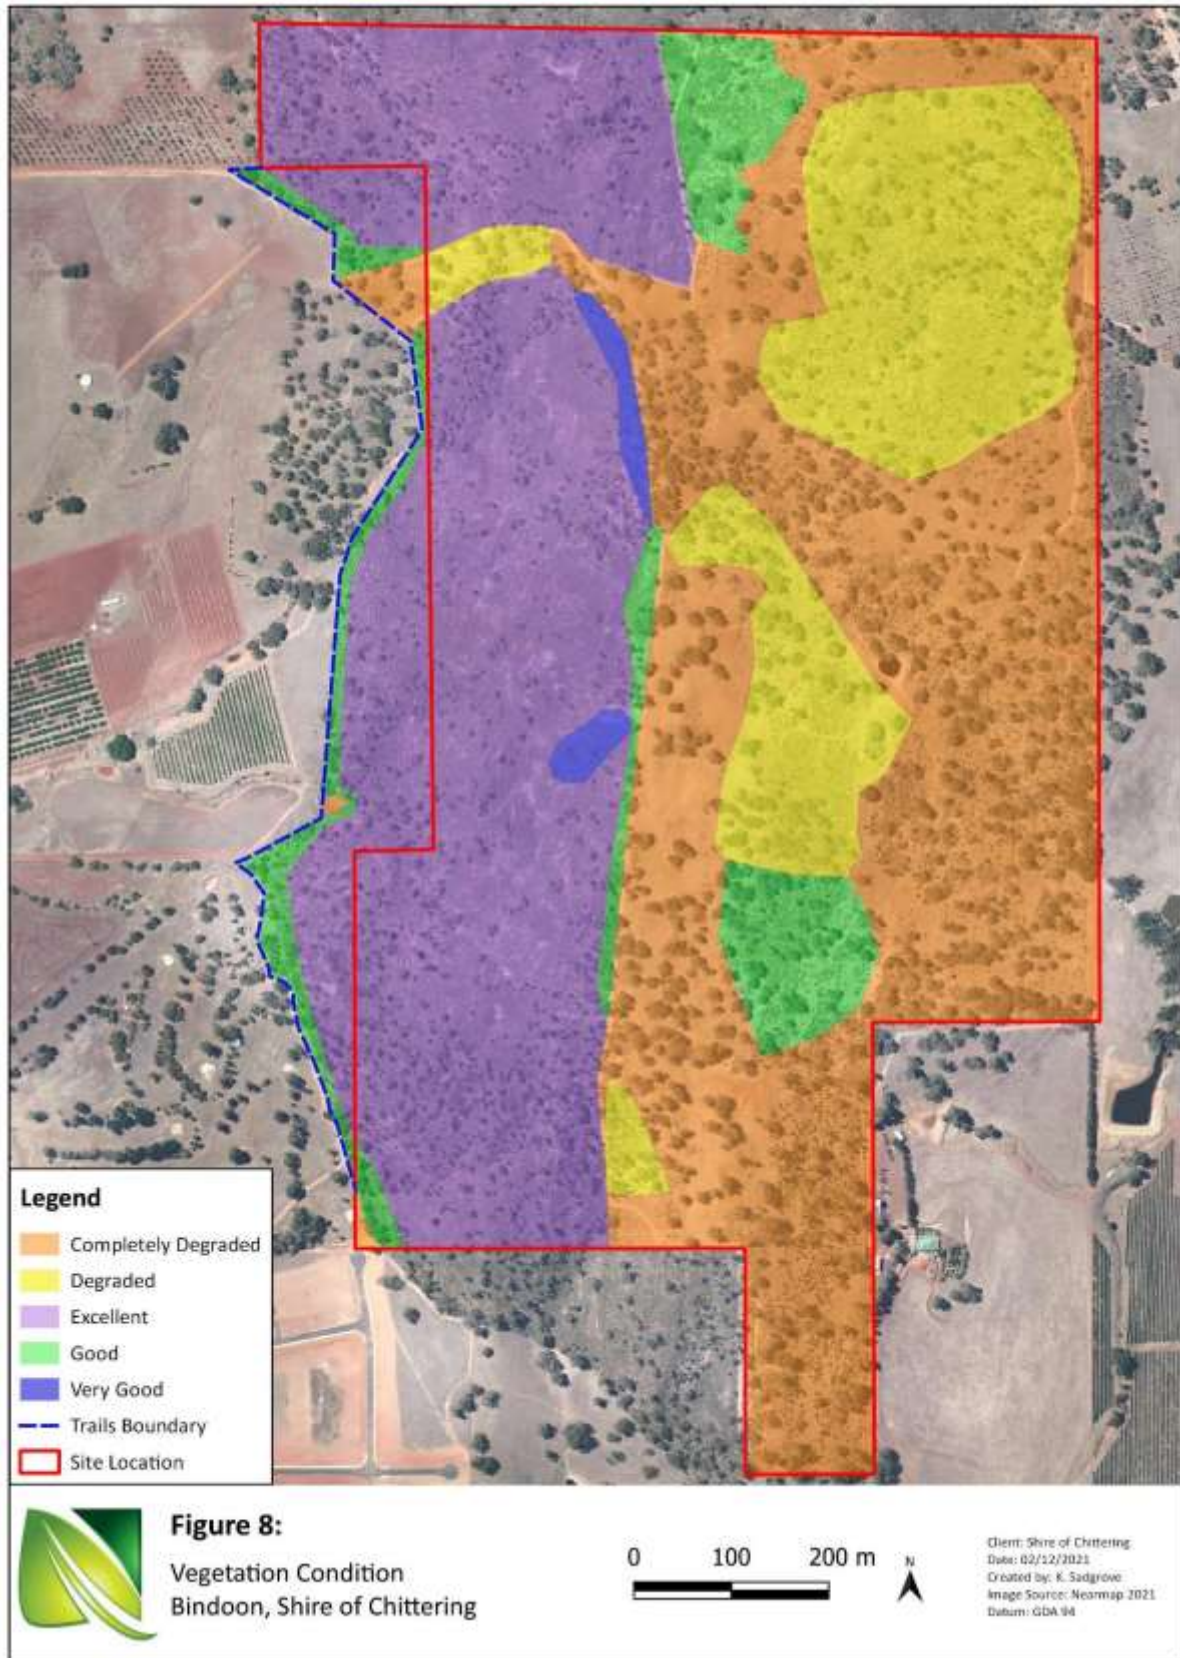 Legend
Completely Degraded
Degraded
Excellent
Good
Very Good
Trails Boundary
Site Location
Figure 8:
Vegetation Condition
Bindoon, Shire of Chittering
0 100 200 m
N
Client: Shire of Chittering
Date: 02/12/2021
Created by: K. Sadgrove
Image Source: Nearmap 2021
Datum: GDA 94